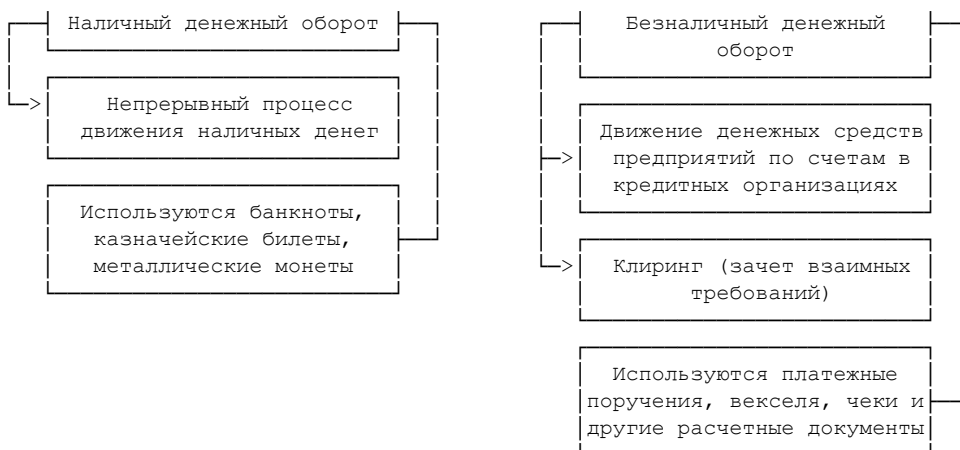 Наличный денежный оборот
Непрерывный процесс
движения наличных денег
Используются банкноты,
казначейские билеты,
металлические монеты
Безналичный денежный
оборот
Движение денежных средств
предприятий по счетам в
кредитных организациях
Клиринг (зачет взаимных
требований)
Используются платежные
поручения, векселя, чеки и
другие расчетные документы